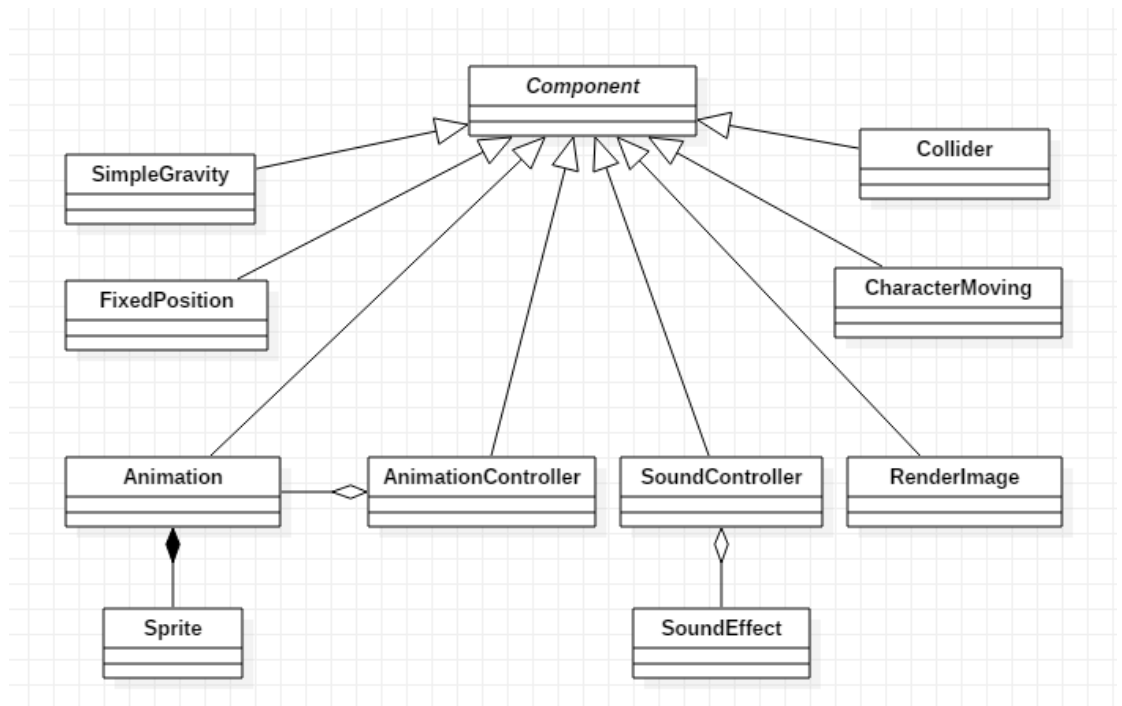 Component
Collider
SimpleGravity
CharacterMoving
FixedPosition
Animation
AnimationController
SoundController
RenderImage
Sprite
SoundEffect